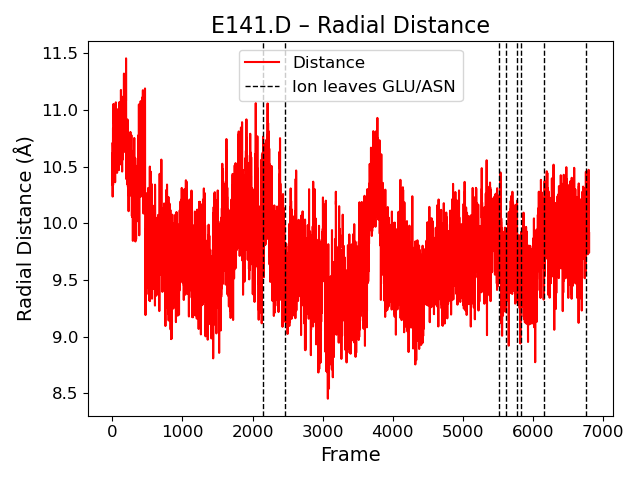 E141.D – Radial Distance
Distance
Ion leaves GLU/ASN
Radial Distance (Å)
11.5
11.0
10.5
10.0
9.5
9.0
8.5
0 1000 2000 3000 4000 5000 6000 7000
Frame